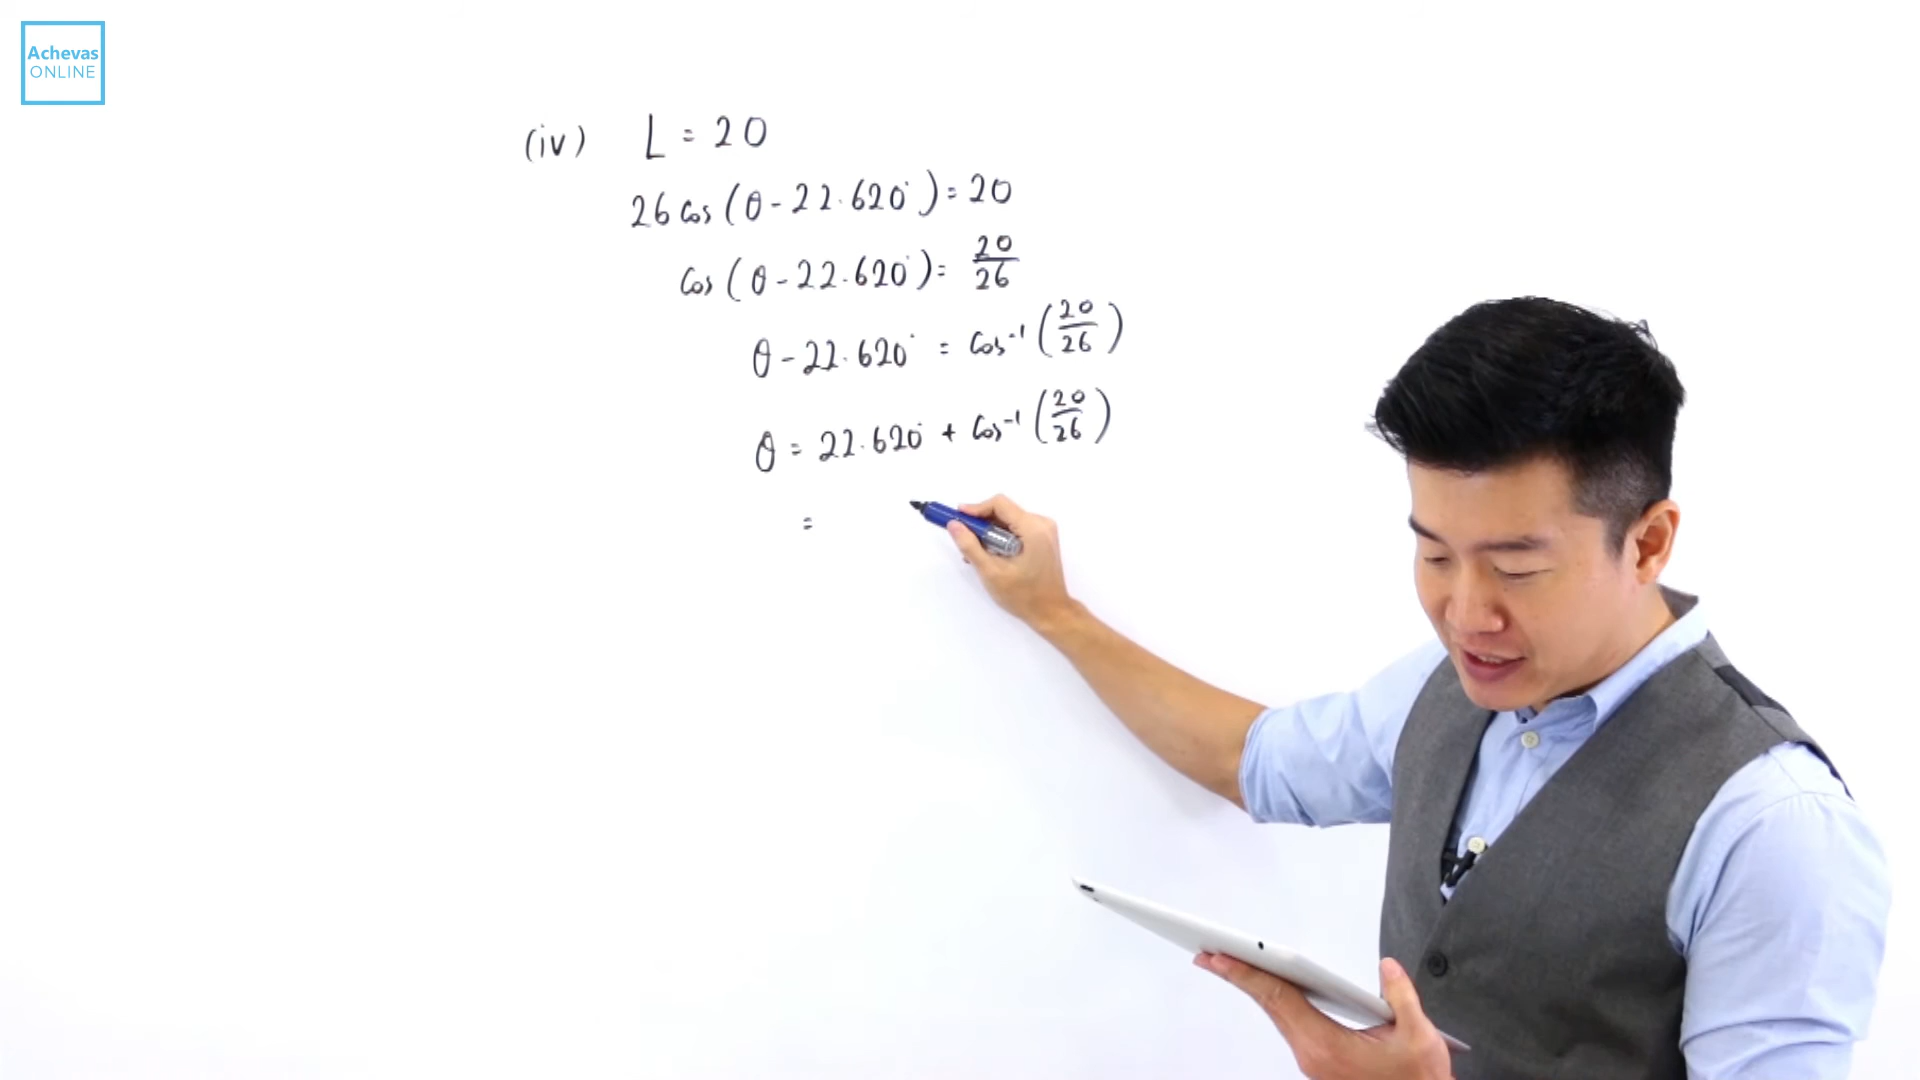 Achevas
ONLINE
(iv) L = 20
26 cos (θ - 22.620°) = 20
cos (θ - 22.620°) = 20/26
θ - 22.620° = cos⁻¹ (20/26)
θ = 22.620° + cos⁻¹ (20/26)
=